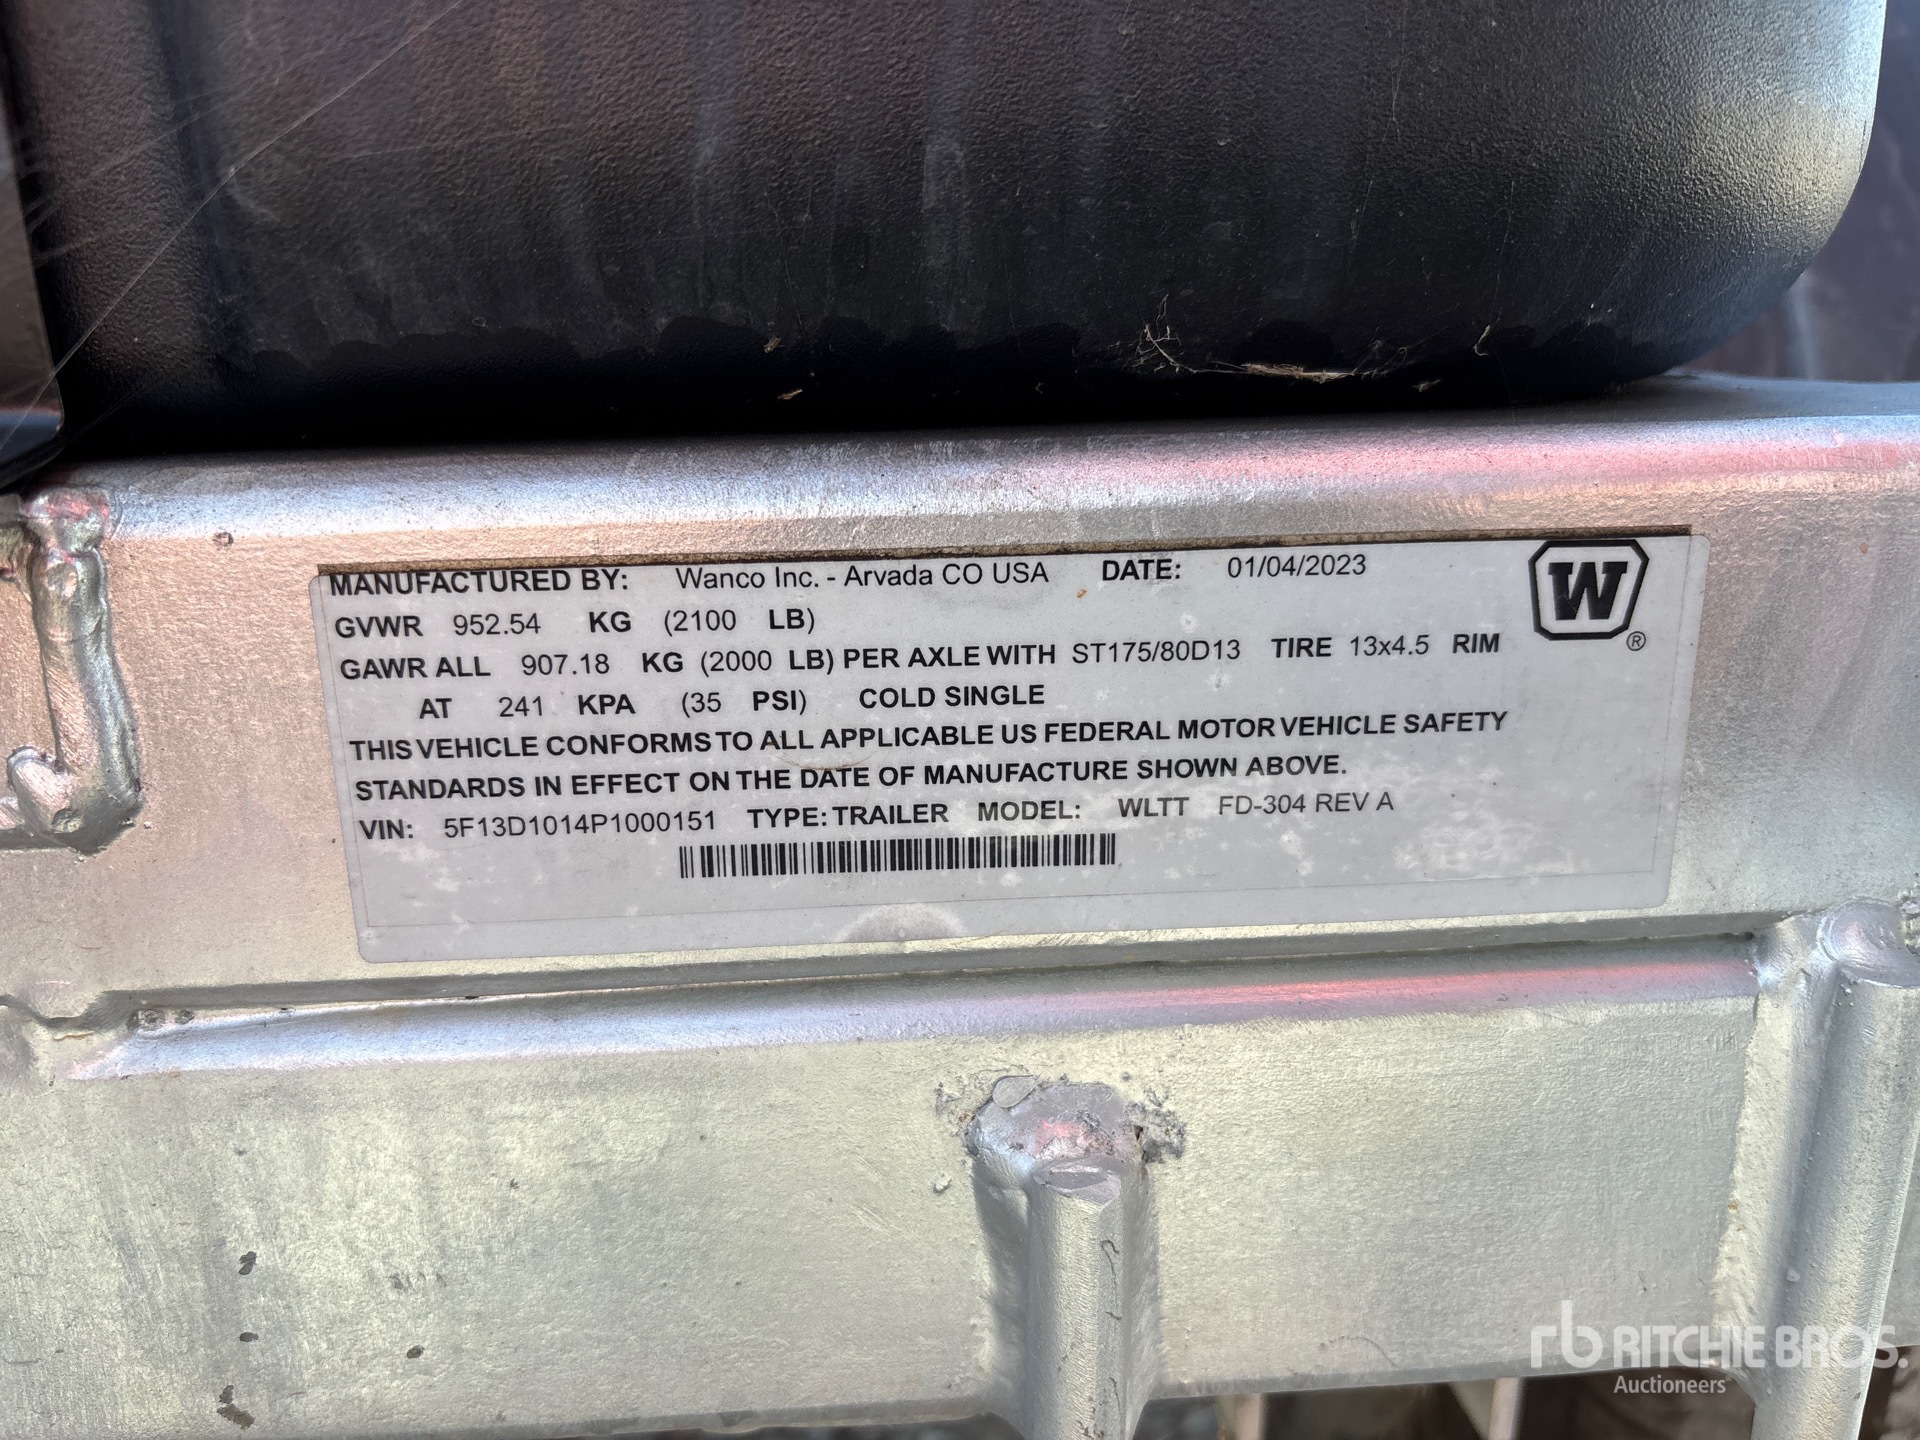 MANUFACTURED BY: Wanco Inc. - Arvada CO USA DATE: 01/04/2023
GVWR 952.54 KG (2100 LB)
GAWR ALL 907.18 KG (2000 LB) PER AXLE WITH ST175/80D13 TIRE 13x4.5 RIM
AT 241 KPA (35 PSI) COLD SINGLE
THIS VEHICLE CONFORMS TO ALL APPLICABLE US FEDERAL MOTOR VEHICLE SAFETY
STANDARDS IN EFFECT ON THE DATE OF MANUFACTURE SHOWN ABOVE.
VIN: 5F13D1014P1000151 TYPE: TRAILER MODEL: WLTT FD-304 REV A
W ®
rb RITCHIE BROS.
Auctioneers